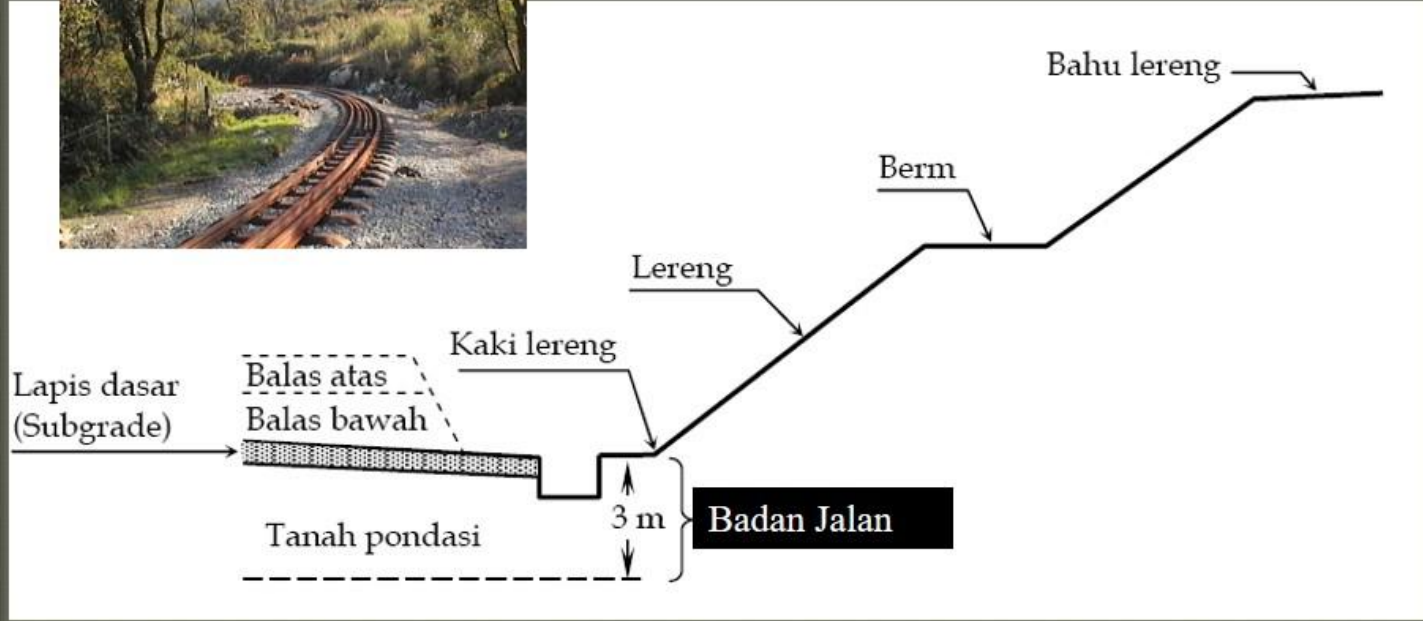 Bahu lereng
Berm
Lereng
Kaki lereng
Balas atas
Lapis dasar
(Subgrade)
Balas bawah
3 m
Badan Jalan
Tanah pondasi